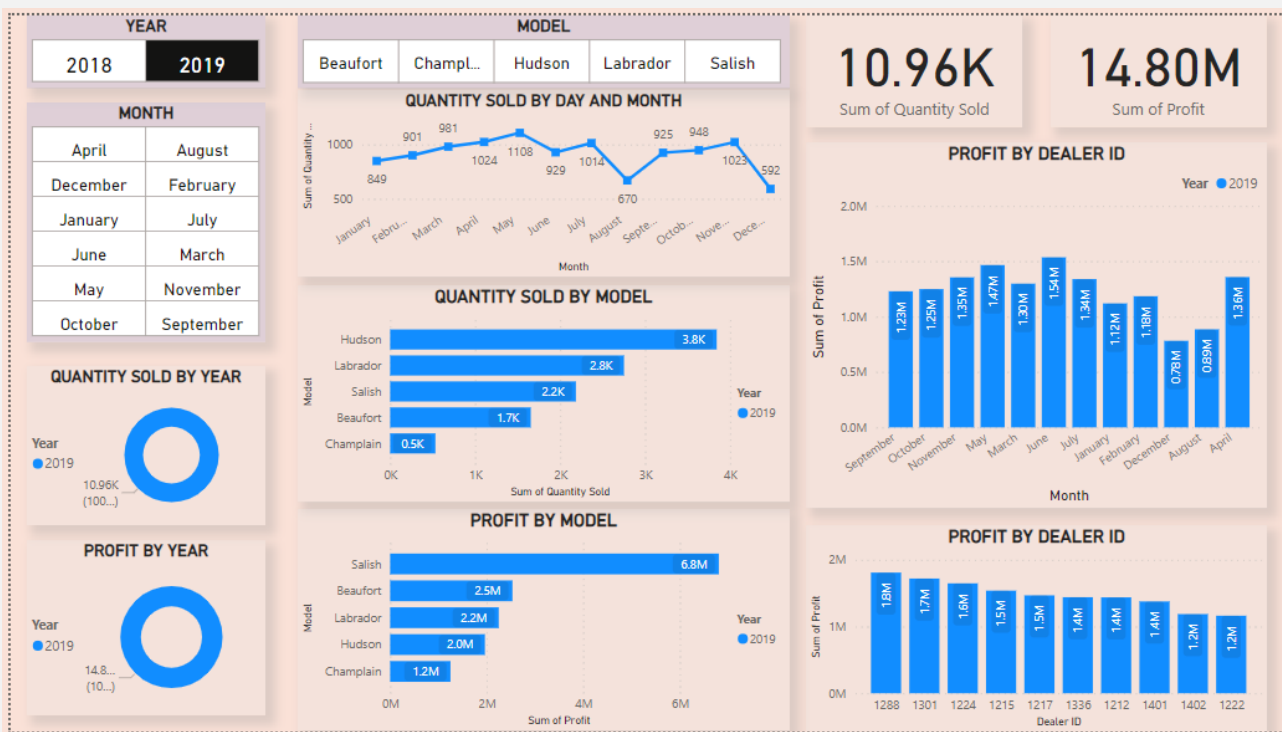 YEAR
2018
2019
MONTH
April
August
December
February
January
July
June
March
May
November
October
September
QUANTITY SOLD BY YEAR
Year
2019
10.96K
(100...)
PROFIT BY YEAR
Year
2019
14.8...
(10...)
MODEL
Beaufort
Champl...
Hudson
Labrador
Salish
QUANTITY SOLD BY DAY AND MONTH
Sum of Quantity ...
1000
500
849
901
981
1024
1108
929
1014
670
925
948
1023
592
January
Febru...
March
April
May
June
July
August
Septe...
Octob...
Nove...
Dece...
Month
QUANTITY SOLD BY MODEL
Model
Hudson
3.8K
Labrador
2.8K
Salish
2.2K
Beaufort
1.7K
Champlain
0.5K
0K
1K
2K
3K
4K
Sum of Quantity Sold
Year
2019
PROFIT BY MODEL
Model
Salish
6.8M
Beaufort
2.5M
Labrador
2.2M
Hudson
2.0M
Champlain
1.2M
0M
2M
4M
6M
Sum of Profit
Year
2019
10.96K
Sum of Quantity Sold
14.80M
Sum of Profit
PROFIT BY DEALER ID
Year 2019
Sum of Profit
2.0M
1.5M
1.0M
0.5M
0.0M
1.23M
1.25M
1.35M
1.47M
1.30M
1.54M
1.34M
1.12M
1.18M
0.78M
0.89M
1.36M
September
October
November
May
March
June
July
January
February
December
August
April
Month
PROFIT BY DEALER ID
Sum of Profit
2M
1M
0M
1.8M
1.7M
1.6M
1.5M
1.5M
1.4M
1.4M
1.4M
1.2M
1.2M
1288
1301
1224
1215
1217
1336
1212
1401
1402
1222
Dealer ID